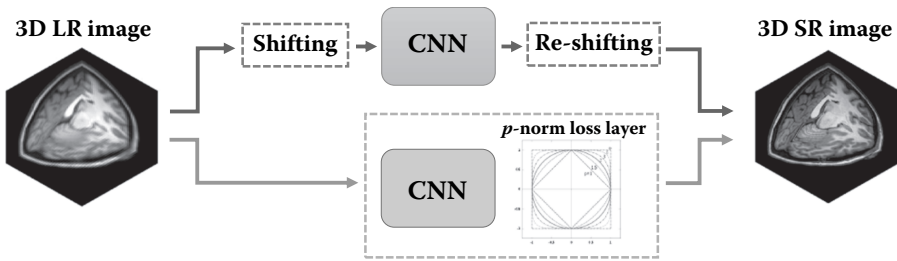 3D LR image
Shifting
CNN
Re-shifting
3D SR image
p-norm loss layer
CNN